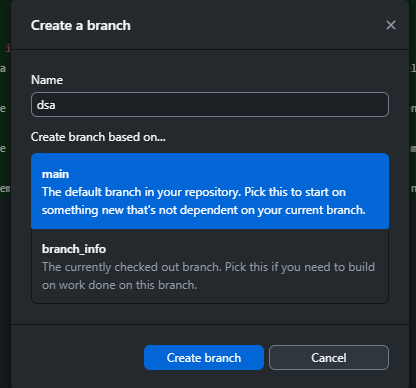 Create a branch
Name
dsa
Create branch based on...
main
The default branch in your repository. Pick this to start on
something new that's not dependent on your current branch.
branch_info
The currently checked out branch. Pick this if you need to build
on work done on this branch.
Create branch
Cancel